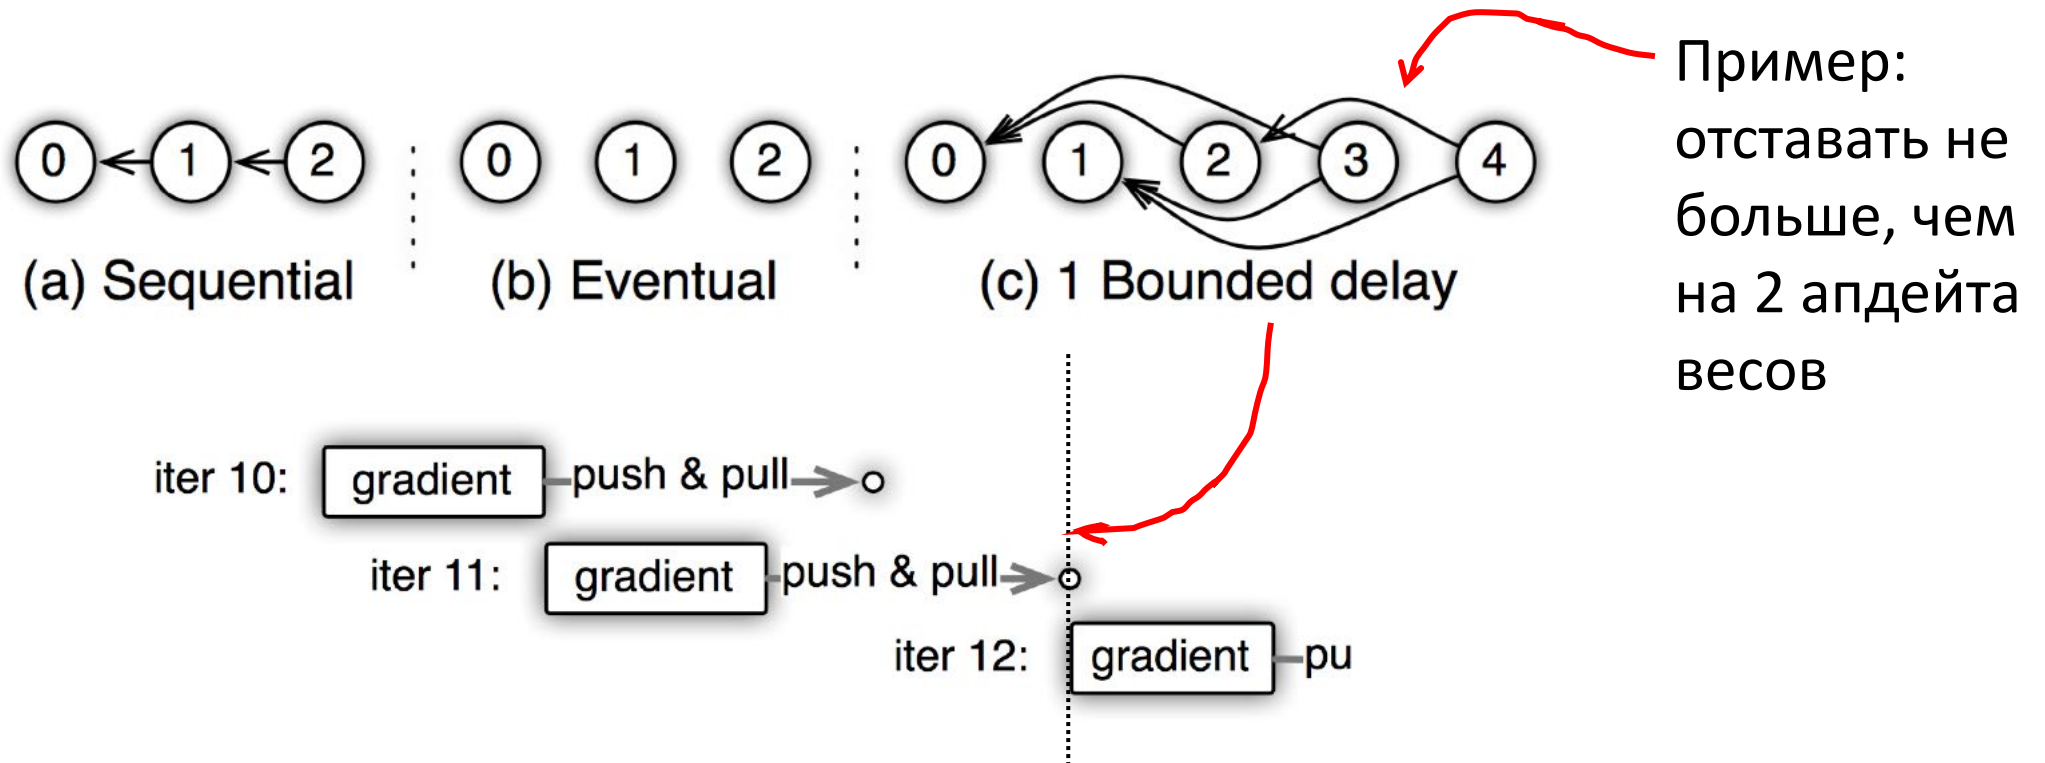 0 1 2
0 1 2
0 1 2 3 4
(a) Sequential
(b) Eventual
(c) 1 Bounded delay
Пример:
отставать не
больше, чем
на 2 апдейта
весов
iter 10: gradient push & pull
iter 11: gradient push & pull
iter 12: gradient pu